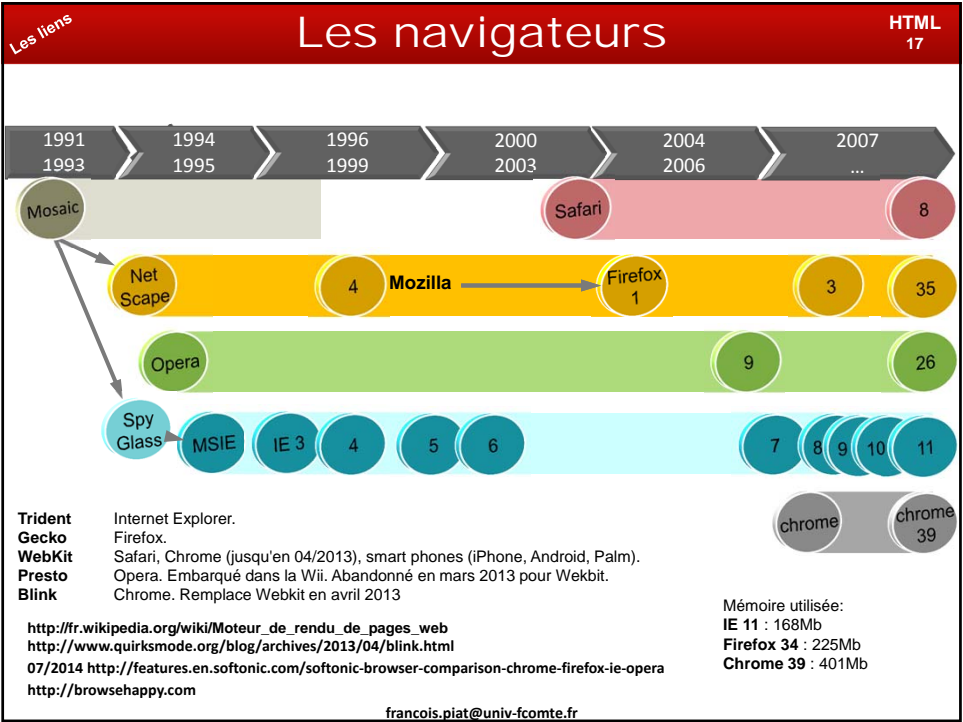 Les liens
Les navigateurs
HTML
17
1991 1994 1996 2000 2004 2007
1993 1995 1999 2003 2006 ...
Mosaic
Safari
8
Net
Scape
4
Mozilla
Firefox
1
3
35
Opera
9
26
Spy
Glass
MSIE
IE 3
4
5
6
7
8
9
10
11
chrome
chrome
39
Trident Internet Explorer.
Gecko Firefox.
WebKit Safari, Chrome (jusqu'en 04/2013), smart phones (iPhone, Android, Palm).
Presto Opera. Embarqué dans la Wii. Abandonné en mars 2013 pour Wekbit.
Blink Chrome. Remplace Webkit en avril 2013
http://fr.wikipedia.org/wiki/Moteur_de_rendu_de_pages_web
http://www.quirksmode.org/blog/archives/2013/04/blink.html
07/2014 http://features.en.softonic.com/softonic-browser-comparison-chrome-firefox-ie-opera
http://browsehappy.com
Mémoire utilisée:
IE 11 : 168Mb
Firefox 34 : 225Mb
Chrome 39 : 401Mb
francois.piat@univ-fcomte.fr